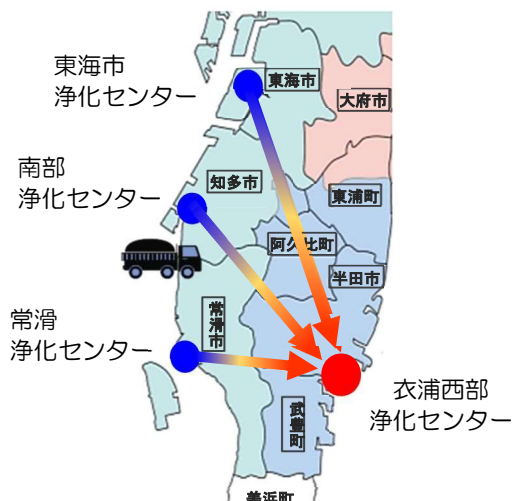 東海市
浄化センター
東海市
大府市
南部
浄化センター
知多市
東浦町
阿久比町
半田市
常滑
浄化センター
常滑市
衣浦西部
浄化センター
武豊町
美浜町